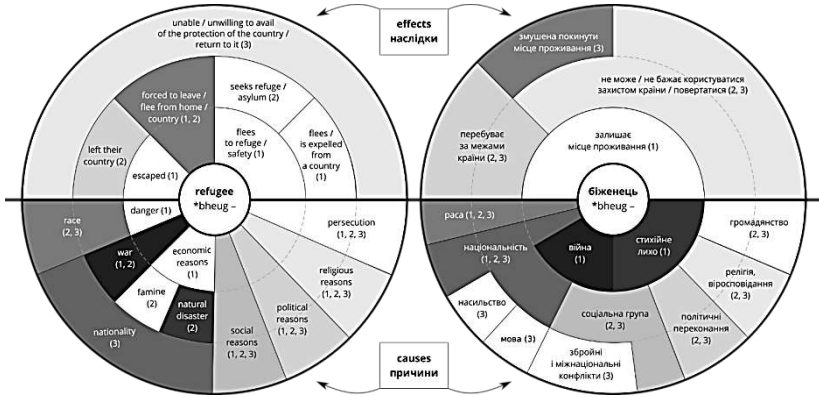 unable / unwilling to avail
of the protection of the country /
return to it (3)
forced to leave /
flee from home /
country (1, 2)
seeks refuge /
asylum (2)
left their
country (2)
flees
to refuge /
safety (1)
flees /
is expelled
from
a country
(1)
escaped (1)
refugee
*bheug –
danger (1)
race
(2, 3)
war
(1, 2)
economic
reasons
(1)
famine
(2)
natural
disaster
(2)
nationality
(3)
social
reasons
(1, 2, 3)
political
reasons
(1, 2, 3)
religious
reasons
(1, 2, 3)
persecution
(1, 2, 3)
effects
наслідки
causes
причини
змушена покинути
місце проживання (3)
не може / не бажає користуватися
захистом країни / повертатися (2, 3)
перебуває
за межами
країни (2, 3)
залишає
місце проживання (1)
біженець
*bheug –
раса (1, 2, 3)
національність
(1, 2, 3)
війна
(1)
стихійне
лихо (1)
громадянство
(2, 3)
релігія,
віросповідання
(2, 3)
насильство
(3)
мова (3)
соціальна група
(2, 3)
політичні
переконання
(2, 3)
збройні
і міжнаціональні
конфлікти (3)